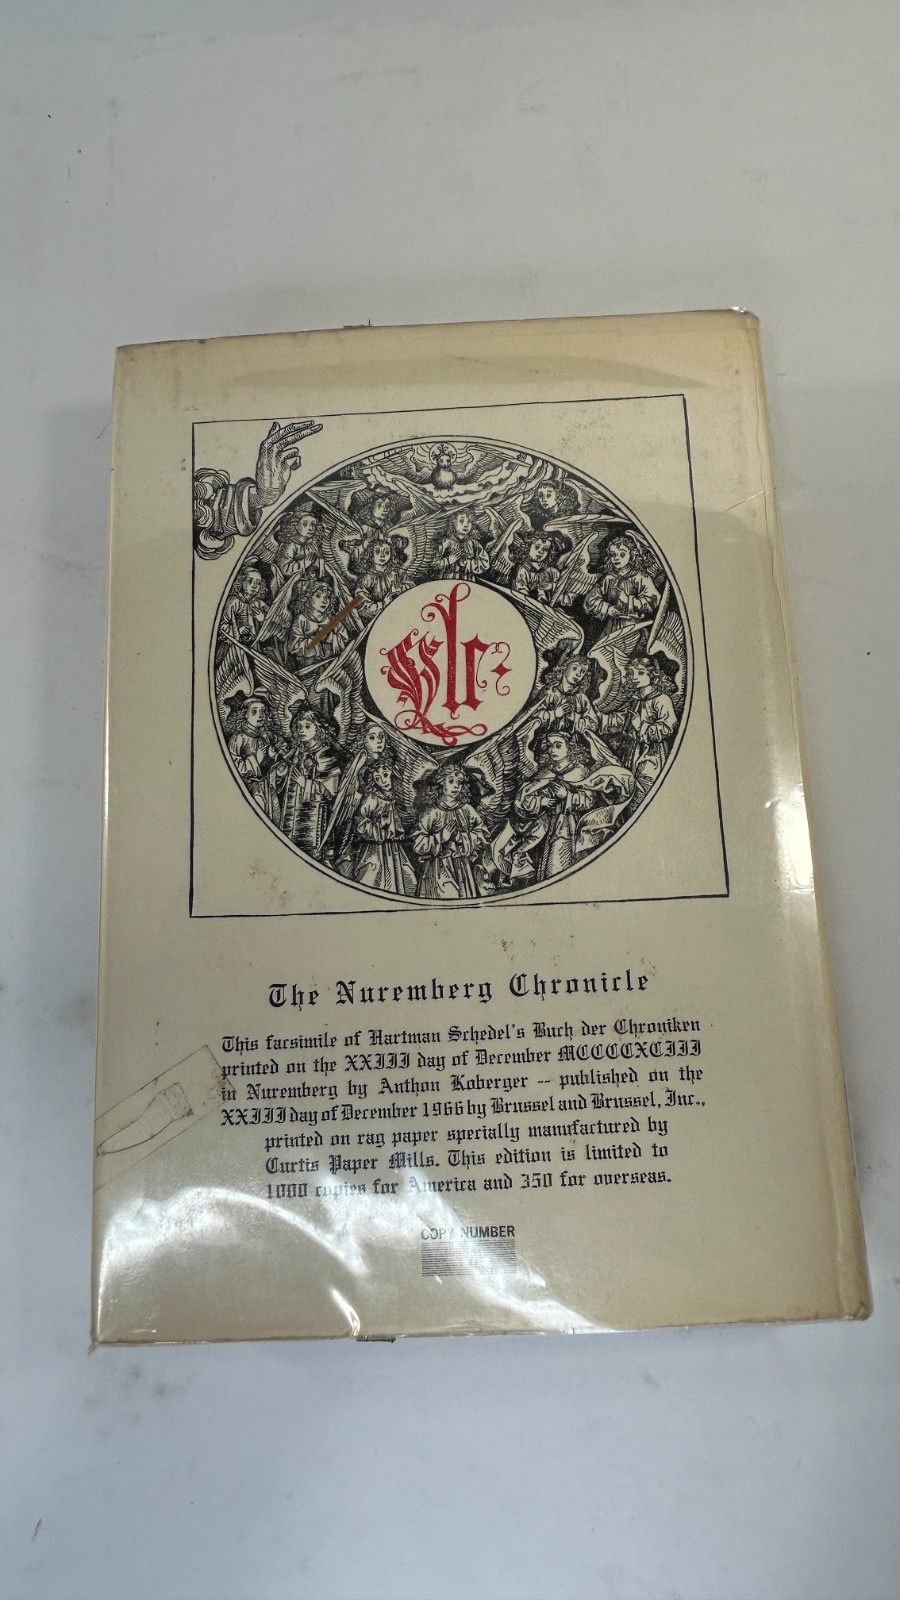 The Nuremberg Chronicle
This facsimile of Hartman Schedel's Buch der Chroniken
printed on the XXIII day of December MCCCCXCIII
in Nuremberg by Anthon Koberger -- published on the
XXIII day of December 1966 by Brussel and Brussel, Inc.,
printed on rag paper specially manufactured by
Curtis Paper Mills. This edition is limited to
1000 copies for America and 350 for overseas.
COPY NUMBER